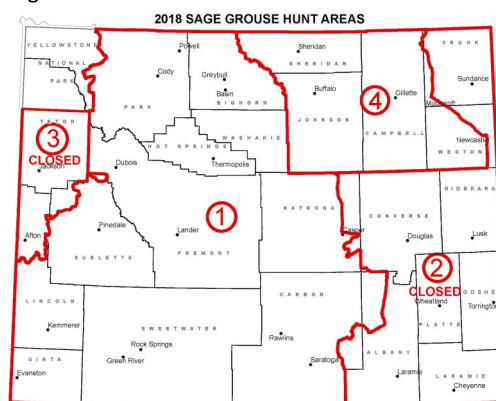 2018 SAGE GROUSE HUNT AREAS
YELLOWSTONE
NATIONAL
PARK
Powell
Cody
PARK
Greybull
Basin
BIGHORN
Sheridan
SHERIDAN
Buffalo
JOHNSON
4
Gillette
CAMPBELL
CROOK
Sundance
Moorcroft
Newcastle
WESTON
TETON
3
CLOSED
Jackson
Dubois
HOT SPRINGS
Thermopolis
WASHAKIE
NIOBRARA
Afton
Pinedale
SUBLETTE
1
Lander
FREMONT
NATRONA
Casper
CONVERSE
Douglas
Lusk
2
CLOSED
Wheatland
PLATTE
GOSHE
Torrington
LINCOLN
Kemmerer
SWEETWATER
Rock Springs
Green River
CARBON
Rawlins
Saratoga
ALBANY
Laramie
LARAMIE
Cheyenne
UINTA
Evanston